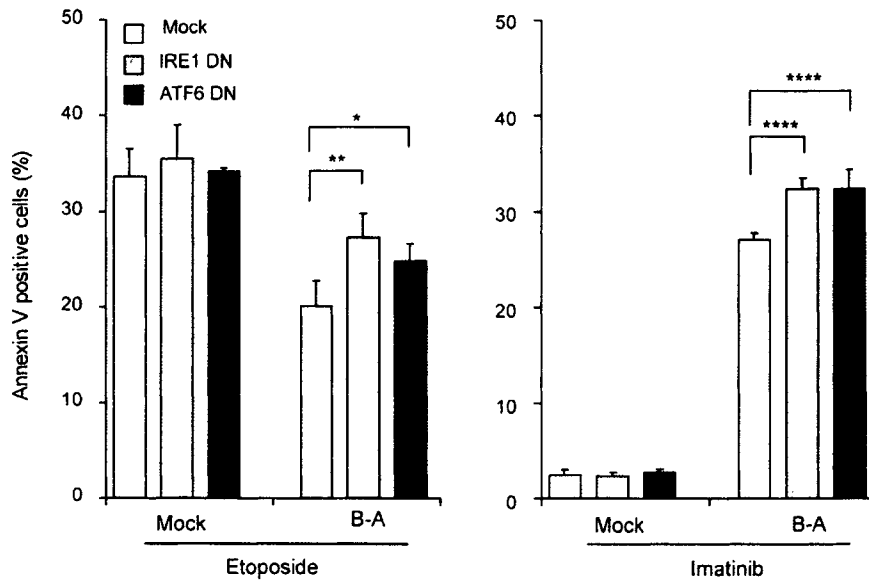 50
40
30
20
10
0
Annexin V positive cells (%)
Mock
IRE1 DN
ATF6 DN
*
**
Mock
B-A
Etoposide
50
40
30
20
10
0
****
****
Mock
B-A
Imatinib